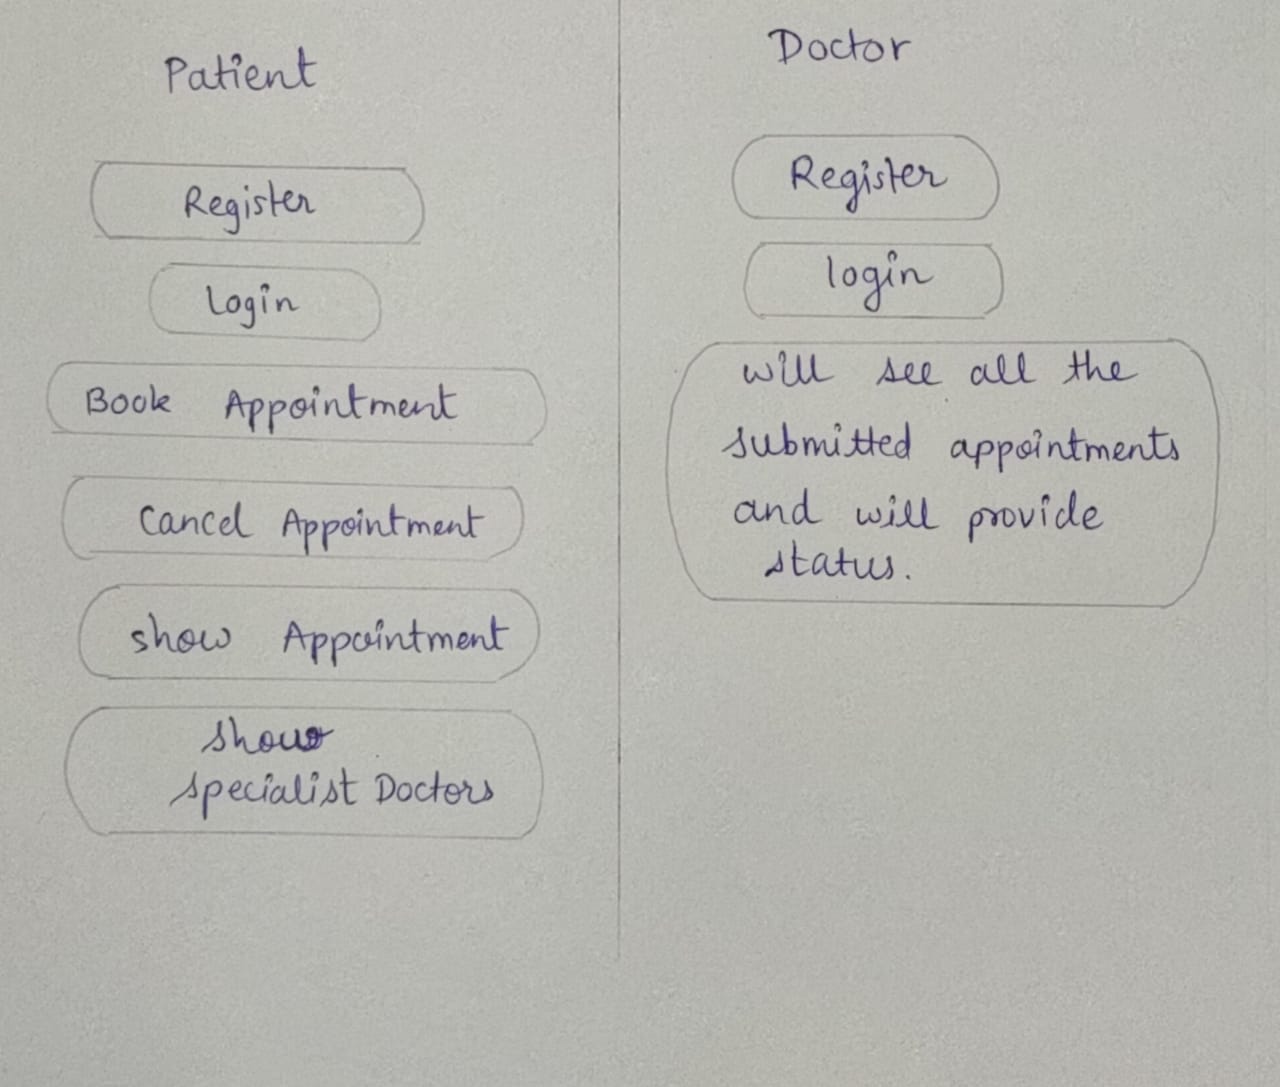 Patient
Register
Login
Book Appointment
Cancel Appointment
show Appointment
show
specialist Doctors
Doctor
Register
login
will see all the
submitted appointments
and will provide
status.